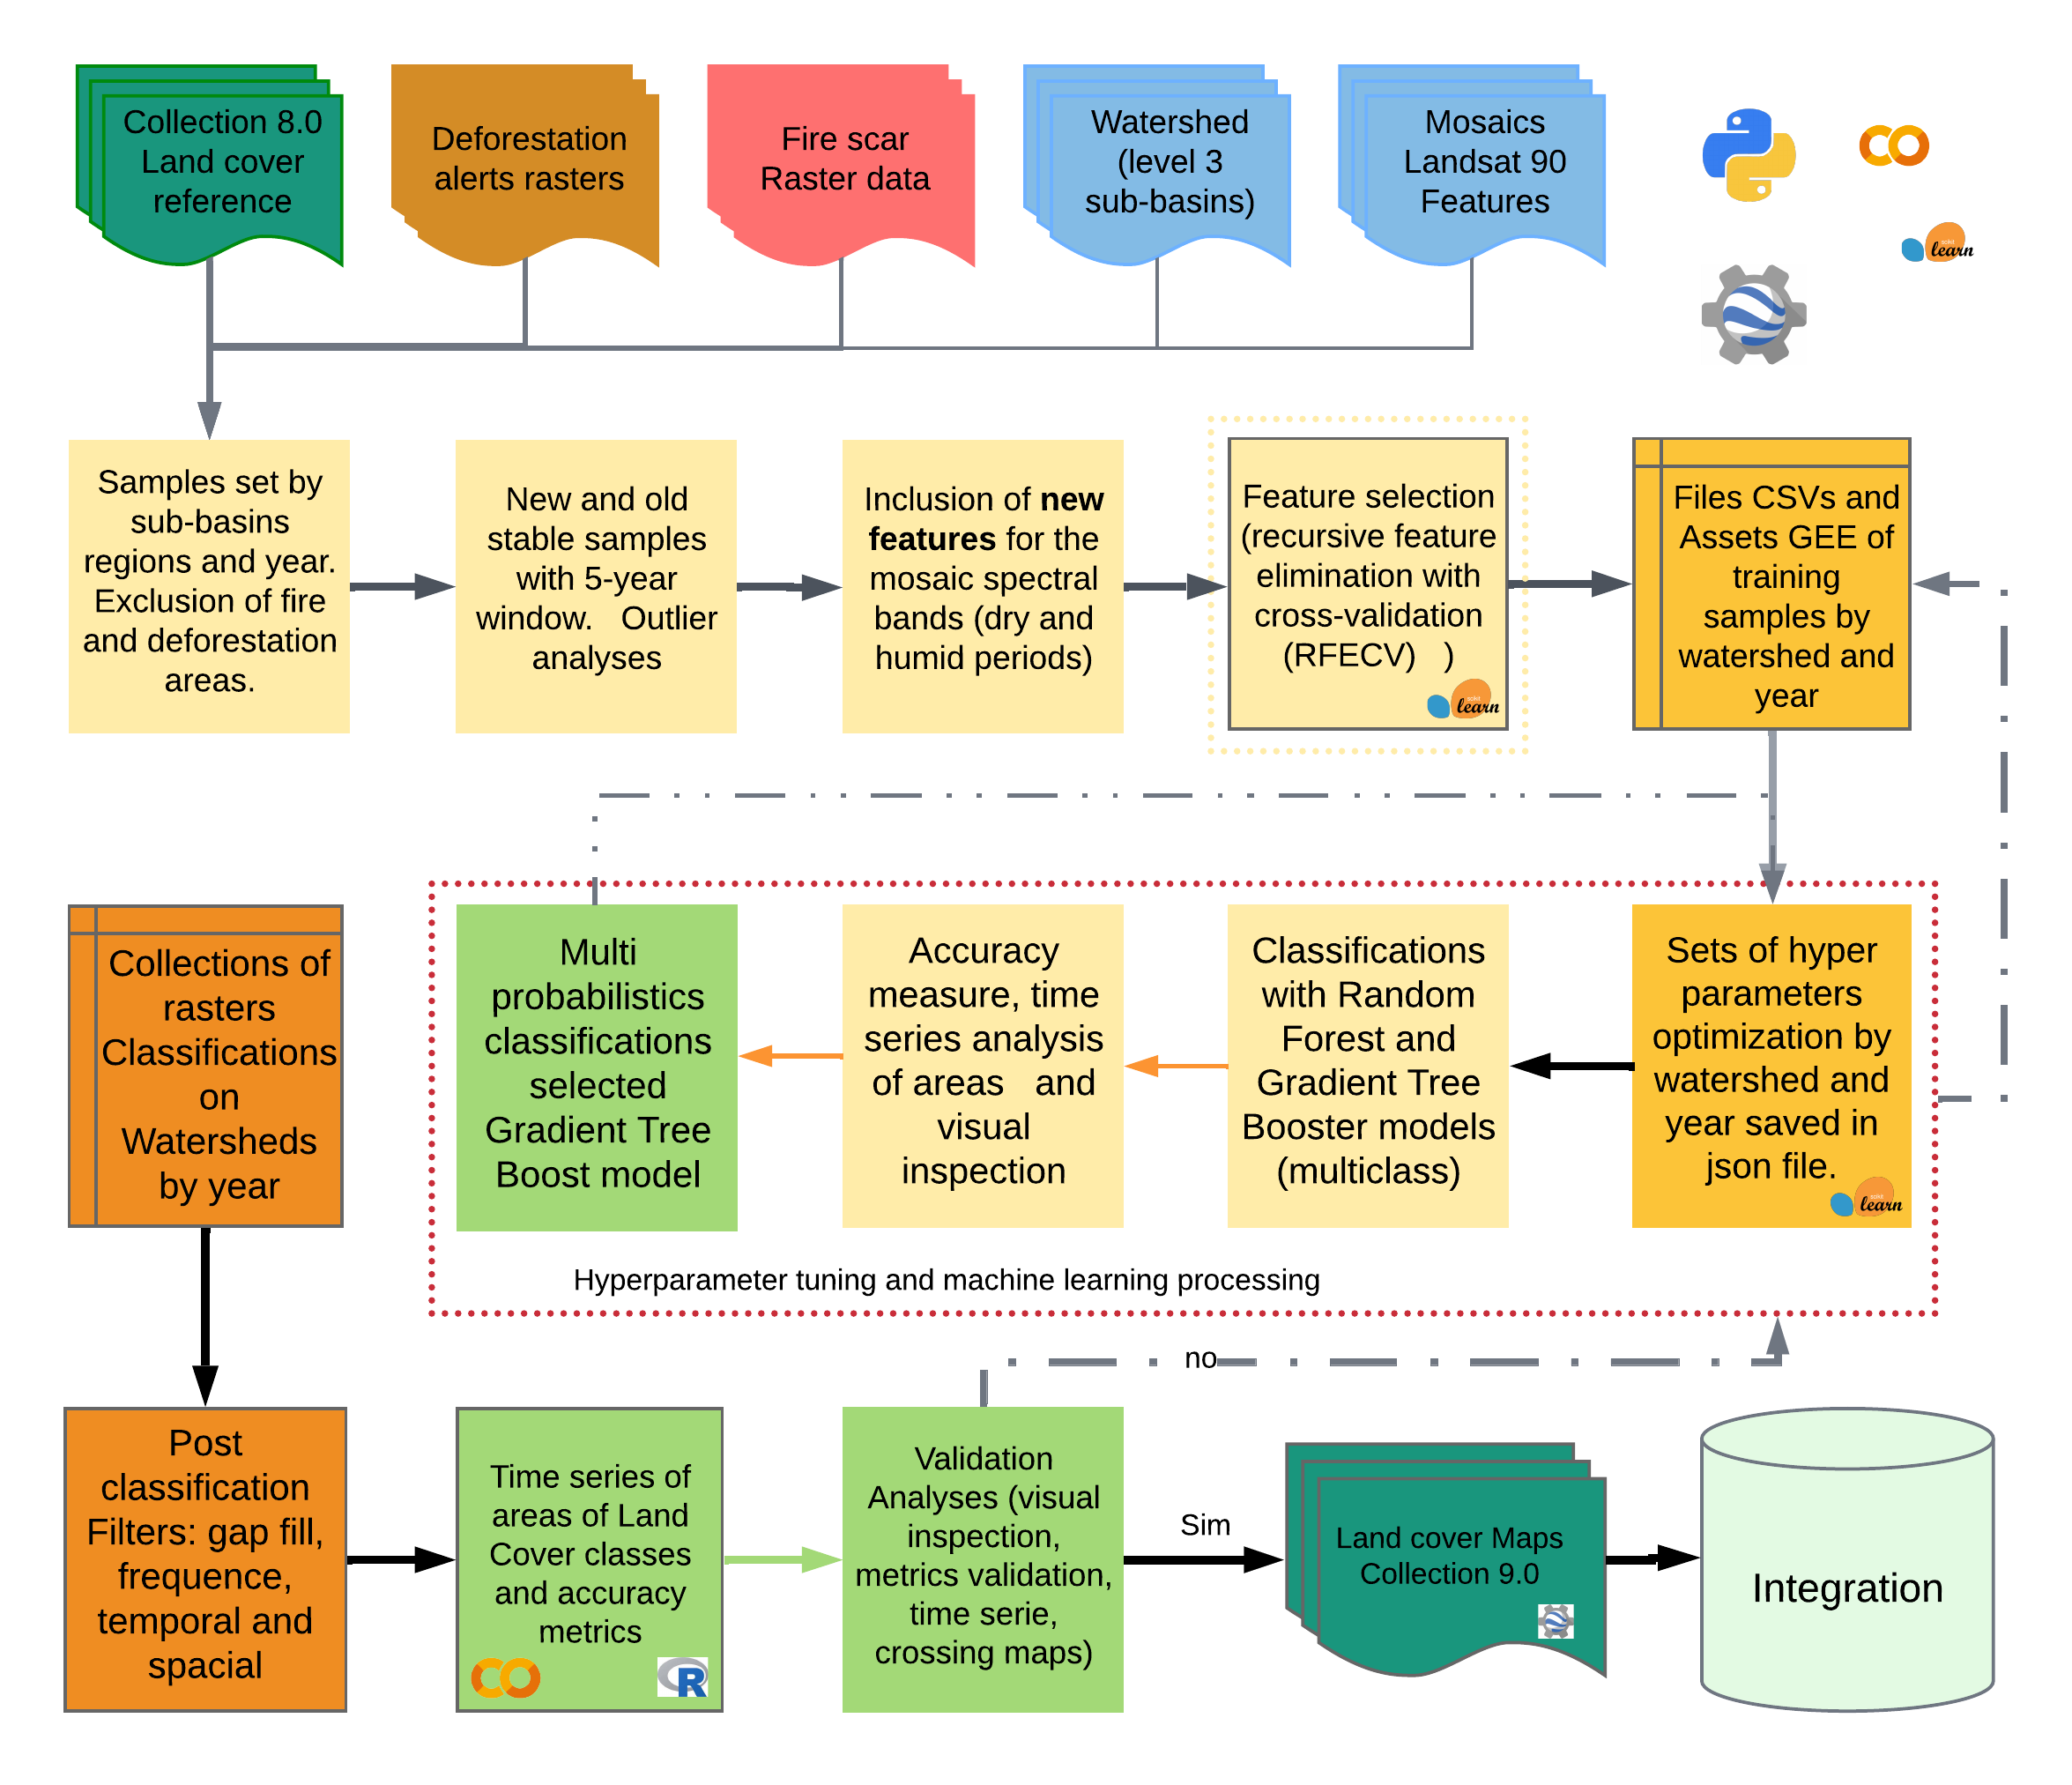 Collection 8.0
Land cover
reference
Deforestation
alerts rasters
Fire scar
Raster data
Watershed
(level 3
sub-basins)
Mosaics
Landsat 90
Features
learn
Samples set by
sub-basins
regions and year.
Exclusion of fire
and deforestation
areas.
New and old
stable samples
with 5-year
window. Outlier
analyses
Inclusion of new
features for the
mosaic spectral
bands (dry and
humid periods)
Feature selection
(recursive feature
elimination with
cross-validation
(RFECV) )
learn
Files CSVs and
Assets GEE of
training
samples by
watershed and
year
Collections of
rasters
Classifications
on
Watersheds
by year
Multi
probabilistics
classifications
selected
Gradient Tree
Boost model
Accuracy
measure, time
series analysis
of areas and
visual
inspection
Classifications
with Random
Forest and
Gradient Tree
Booster models
(multiclass)
Sets of hyper
parameters
optimization by
watershed and
year saved in
json file.
learn
Hyperparameter tuning and machine learning processing
no
Post
classification
Filters: gap fill,
frequence,
temporal and
spacial
Time series of
areas of Land
Cover classes
and accuracy
metrics
R
Validation
Analyses (visual
inspection,
metrics validation,
time serie,
crossing maps)
Sim
Land cover Maps
Collection 9.0
Integration